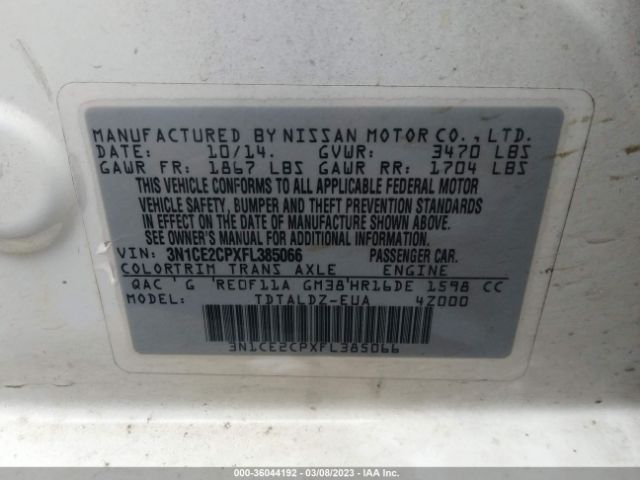 MANUFACTURED BY NISSAN MOTOR CO., LTD.
DATE: 10/14. GVWR: 3470 LBS
GAWR FR: 1867 LBS GAWR RR: 1704 LBS
THIS VEHICLE CONFORMS TO ALL APPLICABLE FEDERAL MOTOR
VEHICLE SAFETY, BUMPER AND THEFT PREVENTION STANDARDS
IN EFFECT ON THE DATE OF MANUFACTURE SHOWN ABOVE.
SEE OWNER'S MANUAL FOR ADDITIONAL INFORMATION.
VIN: 3N1CE2CPXFL385066 PASSENGER CAR.
COLORTRIM TRANS AXLE ENGINE
QAC ' G 'RE0F11A GM38'HR16DE 1598 CC
MODEL: TDTALDZ-EUA 4Z000
3N1CE2CPXFL385066
000-36044192 - 03/08/2023 - IAA Inc.